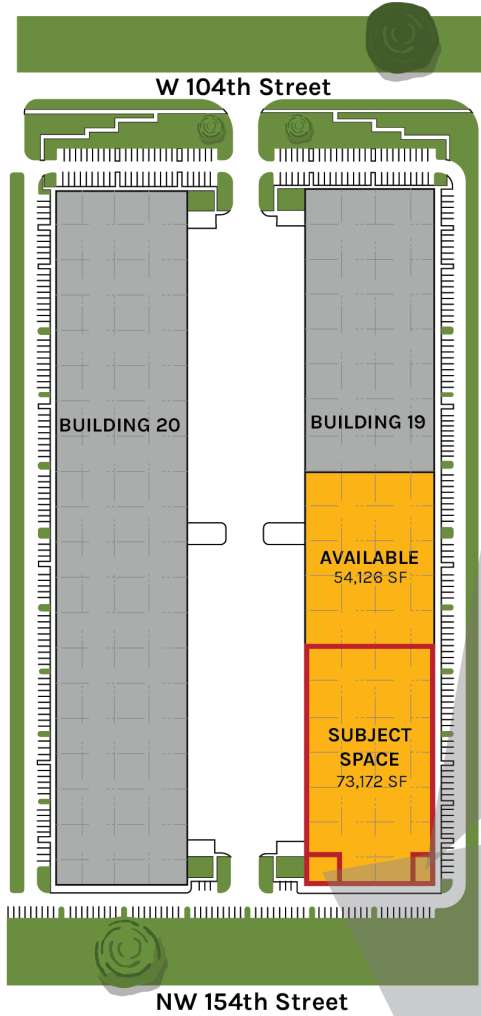 W 104th Street
BUILDING 20
BUILDING 19
AVAILABLE
54,126 SF
SUBJECT
SPACE
73,172 SF
NW 154th Street